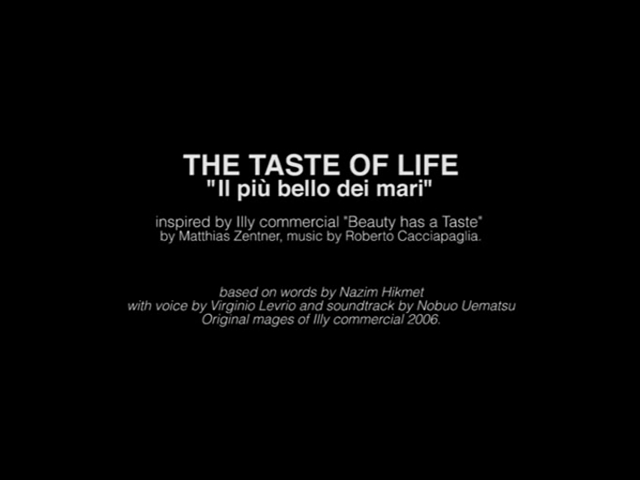 THE TASTE OF LIFE
"Il più bello dei mari"
inspired by Illy commercial "Beauty has a Taste"
by Matthias Zentner, music by Roberto Cacciapaglia.
based on words by Nazim Hikmet
with voice by Virginio Levrio and soundtrack by Nobuo Uematsu
Original mages of Illy commercial 2006.